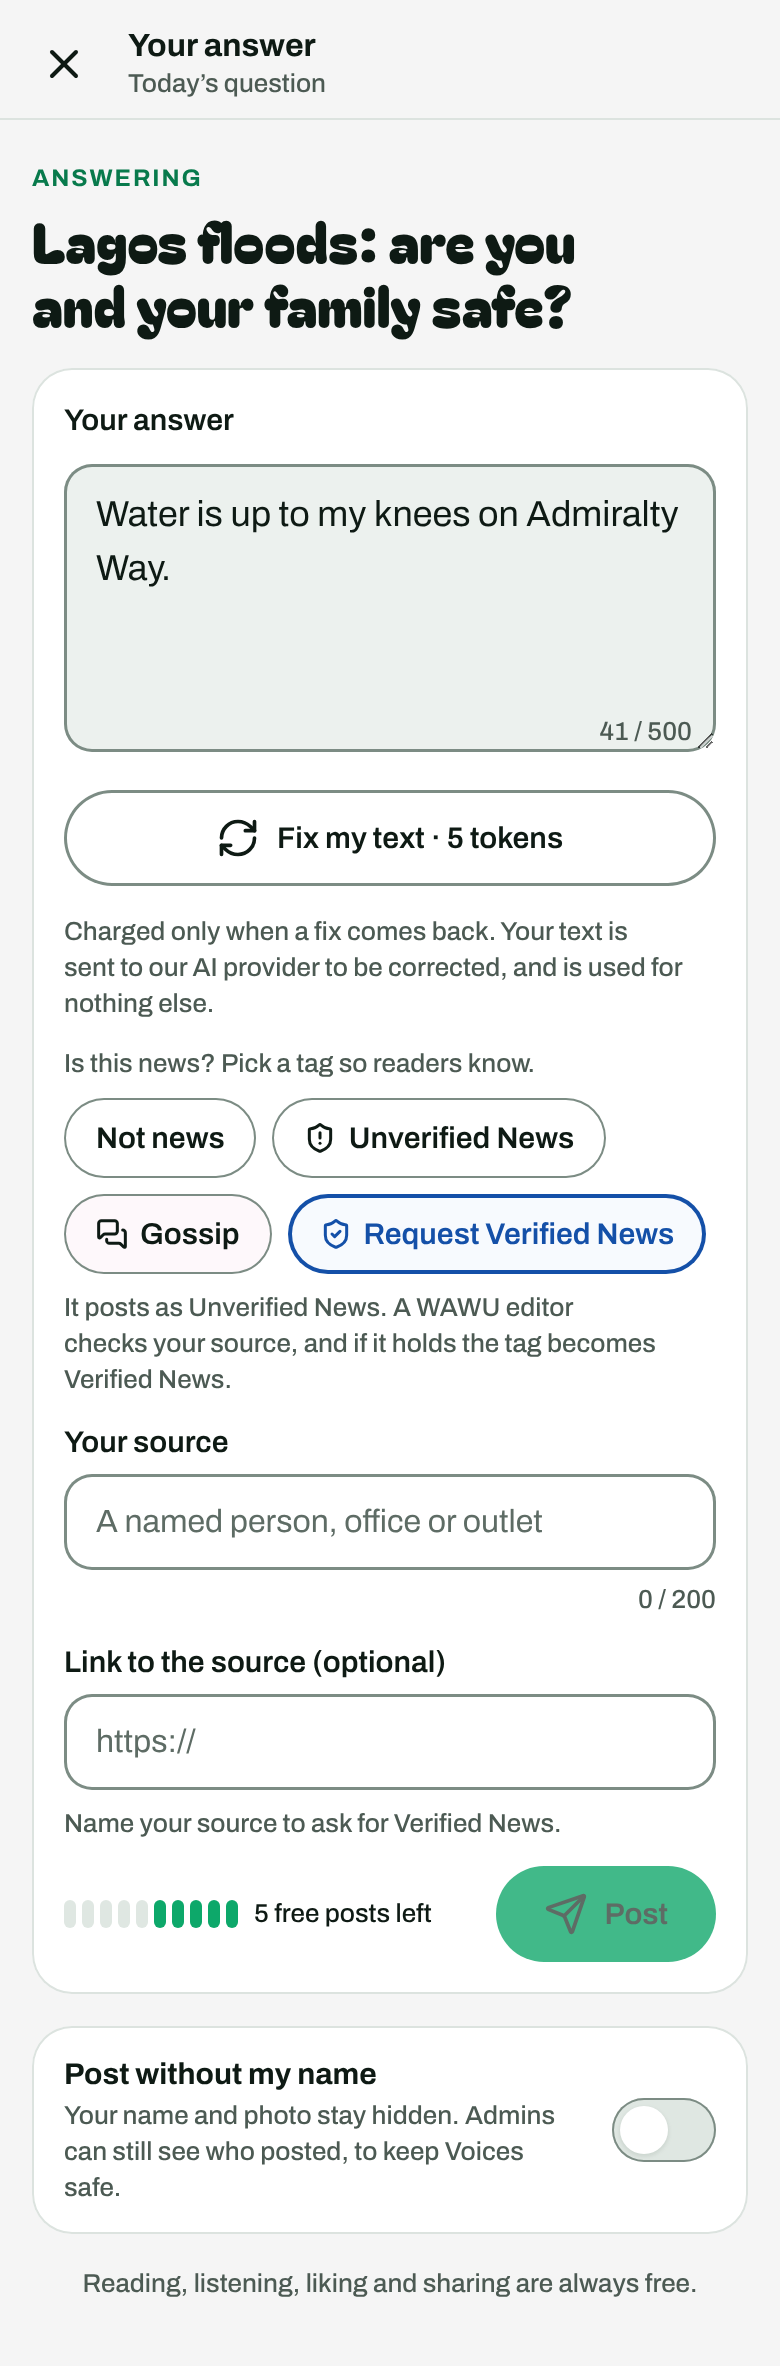 Your answer
Today's question
ANSWERING
Lagos floods: are you
and your family safe?
Your answer
Water is up to my knees on Admiralty
Way.
41 / 500
Fix my text · 5 tokens
Charged only when a fix comes back. Your text is
sent to our AI provider to be corrected, and is used for
nothing else.
Is this news? Pick a tag so readers know.
Not news
Unverified News
Gossip
Request Verified News
It posts as Unverified News. A WAWU editor
checks your source, and if it holds the tag becomes
Verified News.
Your source
A named person, office or outlet
0 / 200
Link to the source (optional)
https://
Name your source to ask for Verified News.
5 free posts left
Post
Post without my name
Your name and photo stay hidden. Admins
can still see who posted, to keep Voices
safe.
Reading, listening, liking and sharing are always free.